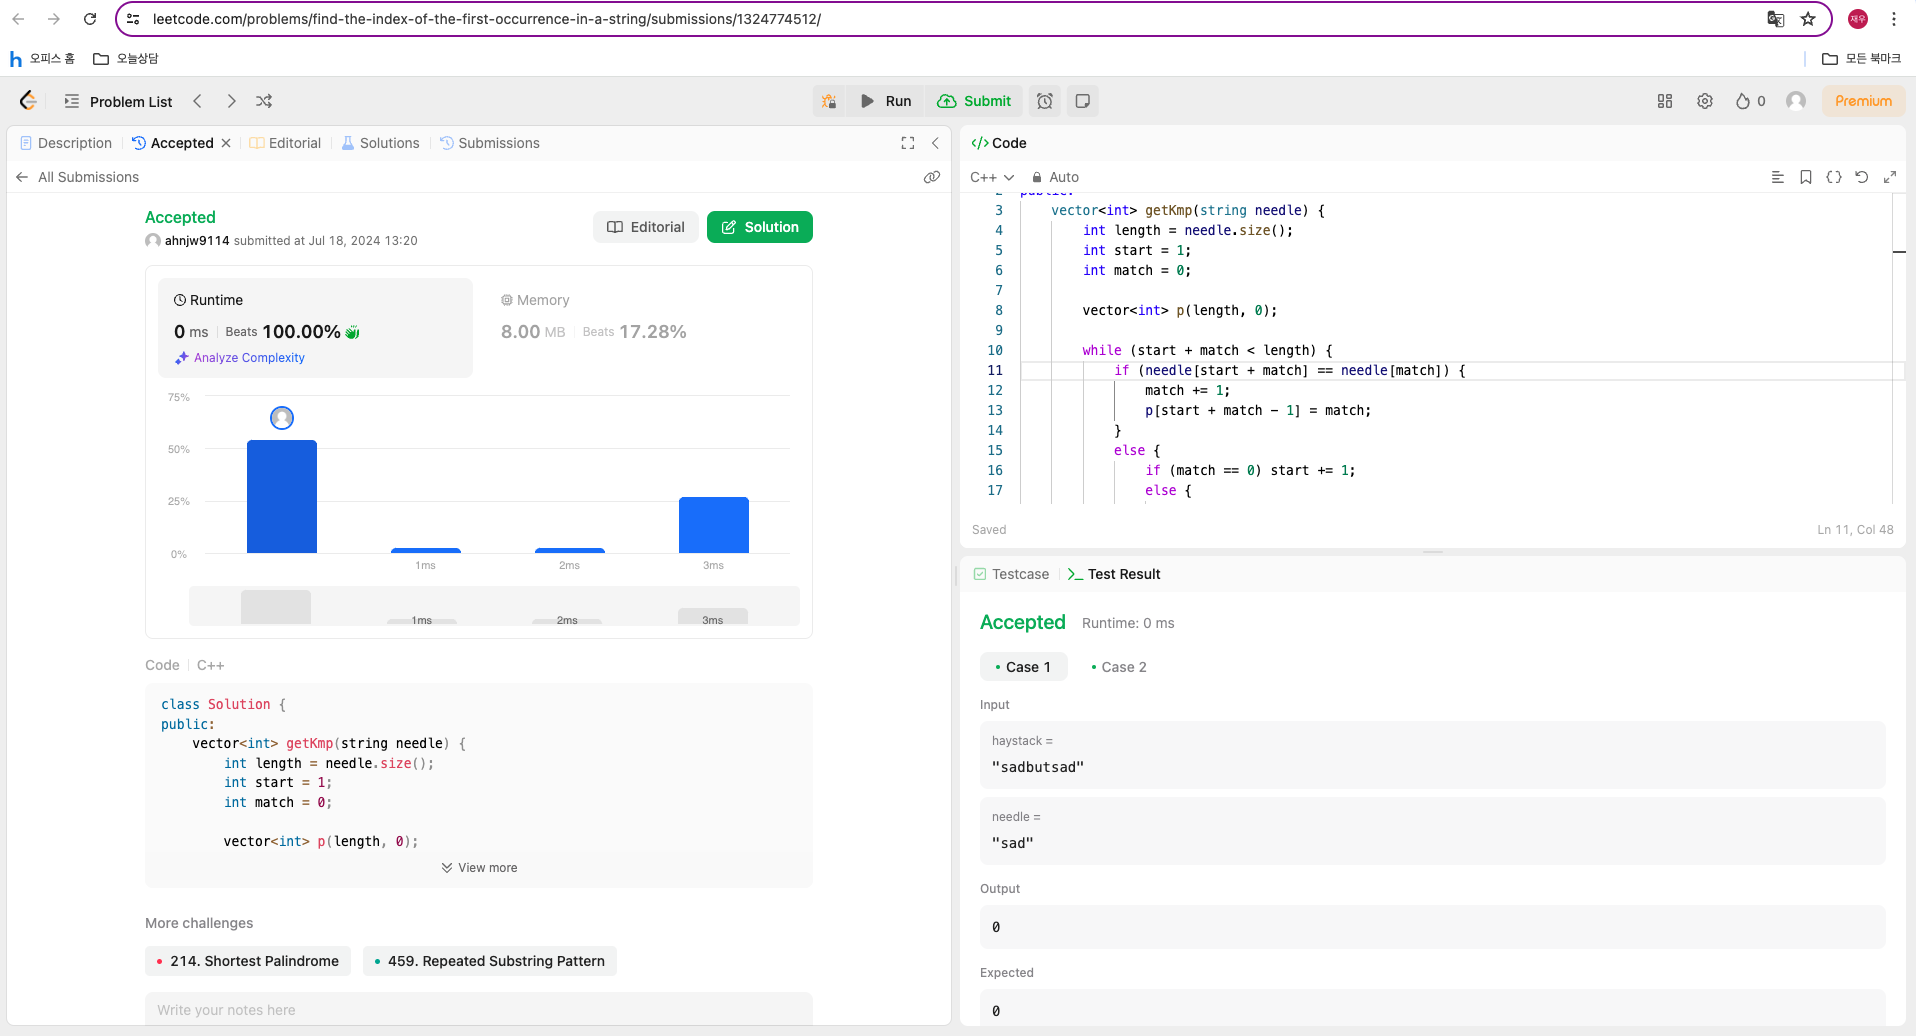 leetcode.com/problems/find-the-index-of-the-first-occurrence-in-a-string/submissions/1324774512/
재우
오피스 홈
오늘상담
모든 북마크
Problem List
Run
Submit
0
Premium
Description
Accepted
Editorial
Solutions
Submissions
All Submissions
Accepted
ahnjw9114 submitted at Jul 18, 2024 13:20
Editorial
Solution
Runtime
0 ms
Beats 100.00%
Analyze Complexity
Memory
8.00 MB
Beats 17.28%
75%
50%
25%
0%
1ms
2ms
3ms
1ms
2ms
3ms
Code
C++
class Solution {
public:
    vector<int> getKmp(string needle) {
        int length = needle.size();
        int start = 1;
        int match = 0;
        vector<int> p(length, 0);
View more
More challenges
214. Shortest Palindrome
459. Repeated Substring Pattern
Write your notes here
</> Code
C++
Auto
2 public:
3     vector<int> getKmp(string needle) {
4         int length = needle.size();
5         int start = 1;
6         int match = 0;
7
8         vector<int> p(length, 0);
9
10         while (start + match < length) {
11             if (needle[start + match] == needle[match]) {
12                 match += 1;
13                 p[start + match - 1] = match;
14             }
15             else {
16                 if (match == 0) start += 1;
17                 else {
Saved
Ln 11, Col 48
Testcase
>_ Test Result
Accepted
Runtime: 0 ms
Case 1
Case 2
Input
haystack =
"sadbutsad"
needle =
"sad"
Output
0
Expected
0